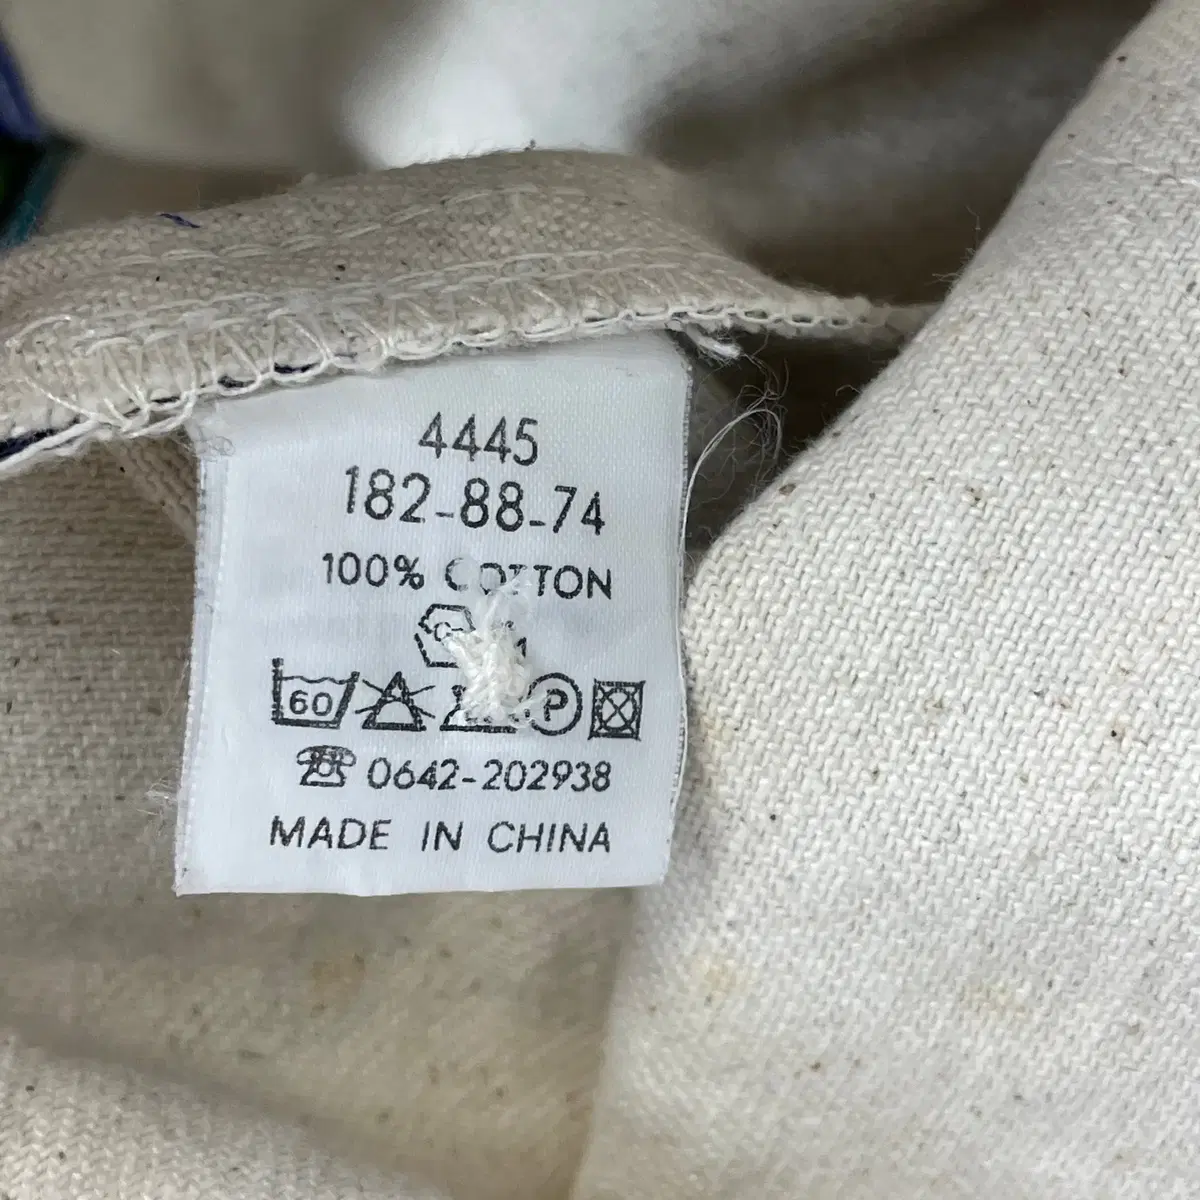 4445
182-88-74
100% COTTON
60 P
0642-202938
MADE IN CHINA